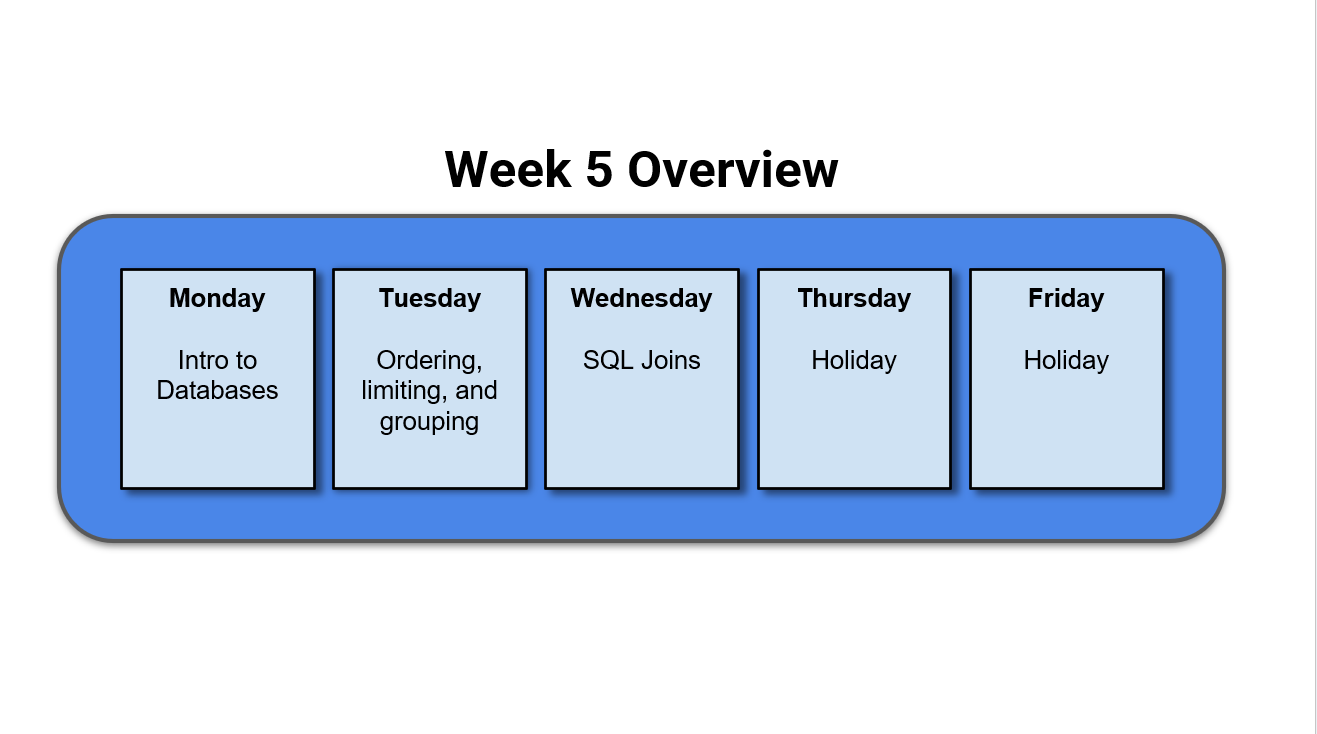 Week 5 Overview
Monday
Intro to
Databases
Tuesday
Ordering,
limiting, and
grouping
Wednesday
SQL Joins
Thursday
Holiday
Friday
Holiday